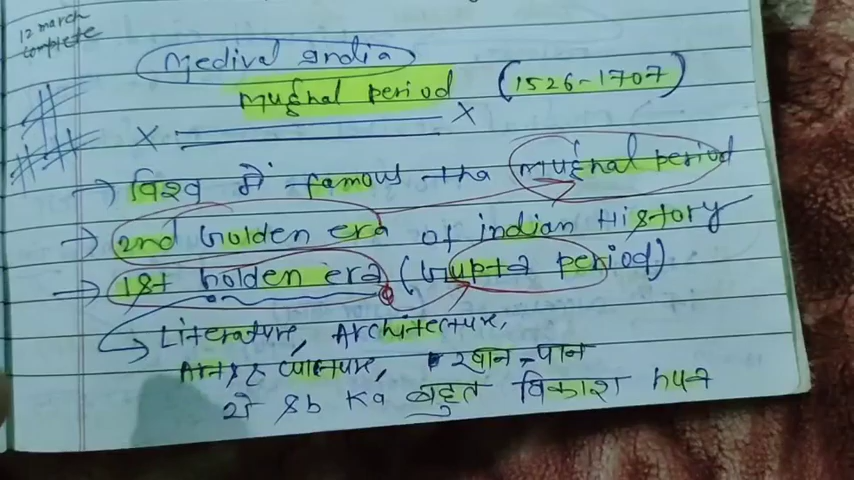 12 march
complete
Medival India
Mughal period (1526-1707)
x x
→ विश्व में famous tha Mughal period
→ 2nd Golden era of indian History
→ 1st Golden era (Gupta period)
→ Literature, Architecture,
खान-पान
ये sb Ka बहुत विकाश